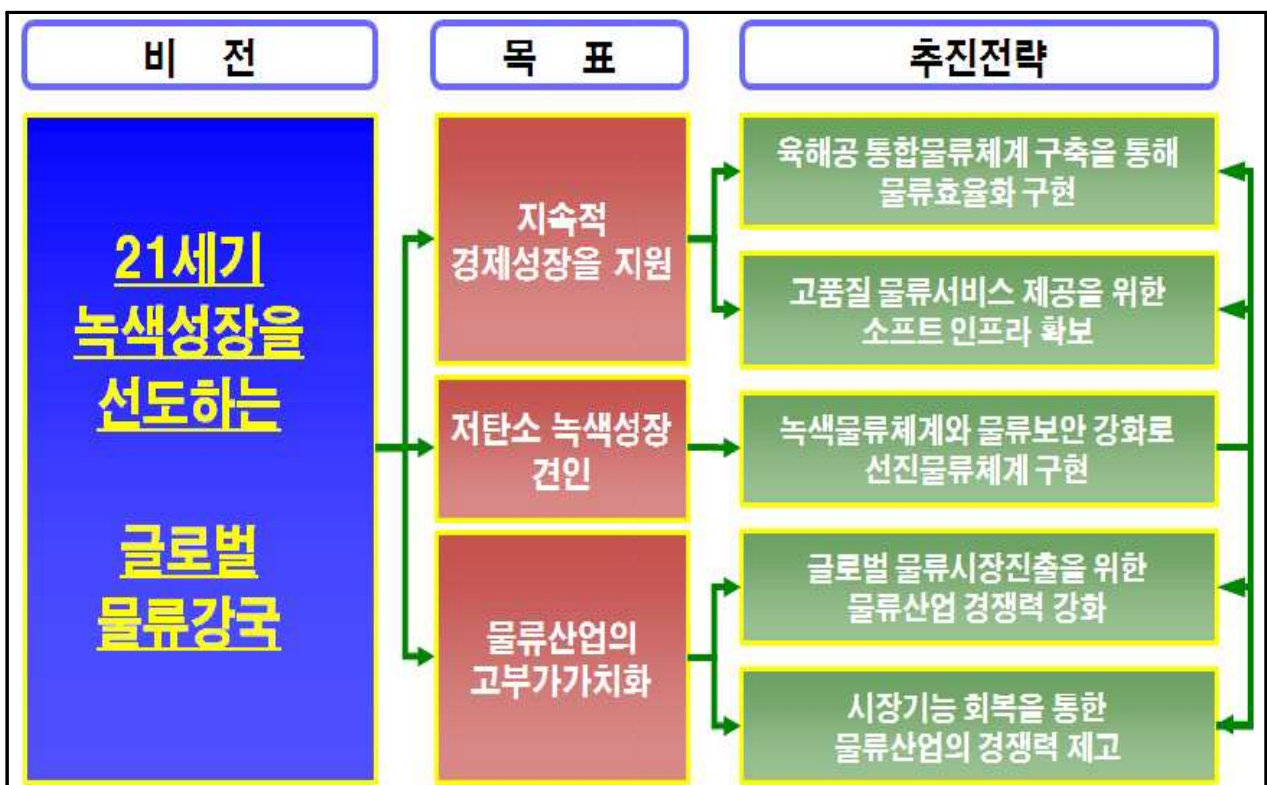 비 전
목 표
추진전략
21세기
녹색성장을
선도하는
글로벌
물류강국
지속적
경제성장을 지원
저탄소 녹색성장
견인
물류산업의
고부가가치화
육해공 통합물류체계 구축을 통해
물류효율화 구현
고품질 물류서비스 제공을 위한
소프트 인프라 확보
녹색물류체계와 물류보안 강화로
선진물류체계 구현
글로벌 물류시장진출을 위한
물류산업 경쟁력 강화
시장기능 회복을 통한
물류산업의 경쟁력 제고